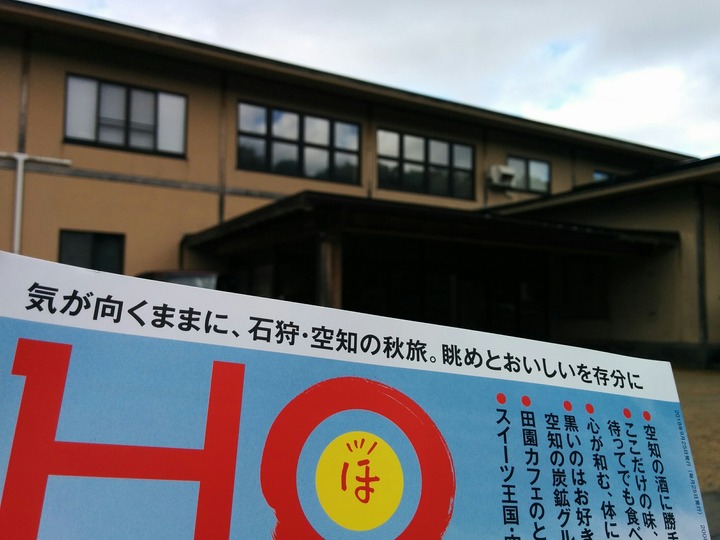 気が向くままに、石狩・空知の秋旅。眺めとおいしいを存分に
HO
ほ
空知の酒に勝手
ここだけの味、
待ってでも食べ
心が和む、体に
黒いのはお好き
空知の炭鉱グル
田園カフェのと
スイーツ王国・